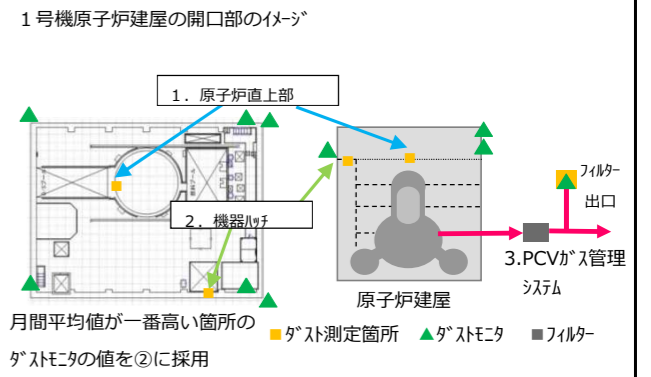 １号機原子炉建屋の開口部のｲﾒｰｼﾞ
１．原子炉直上部
２．機器ﾊｯﾁ
燃料ﾌﾟｰﾙ
ﾌｨﾙﾀｰ
出口
3.PCVｶﾞｽ管理
ｼｽﾃﾑ
原子炉建屋
月間平均値が一番高い箇所の
ﾀﾞｽﾄﾓﾆﾀの値を②に採用
ﾀﾞｽﾄ測定箇所 ﾀﾞｽﾄﾓﾆﾀ ﾌｨﾙﾀｰ